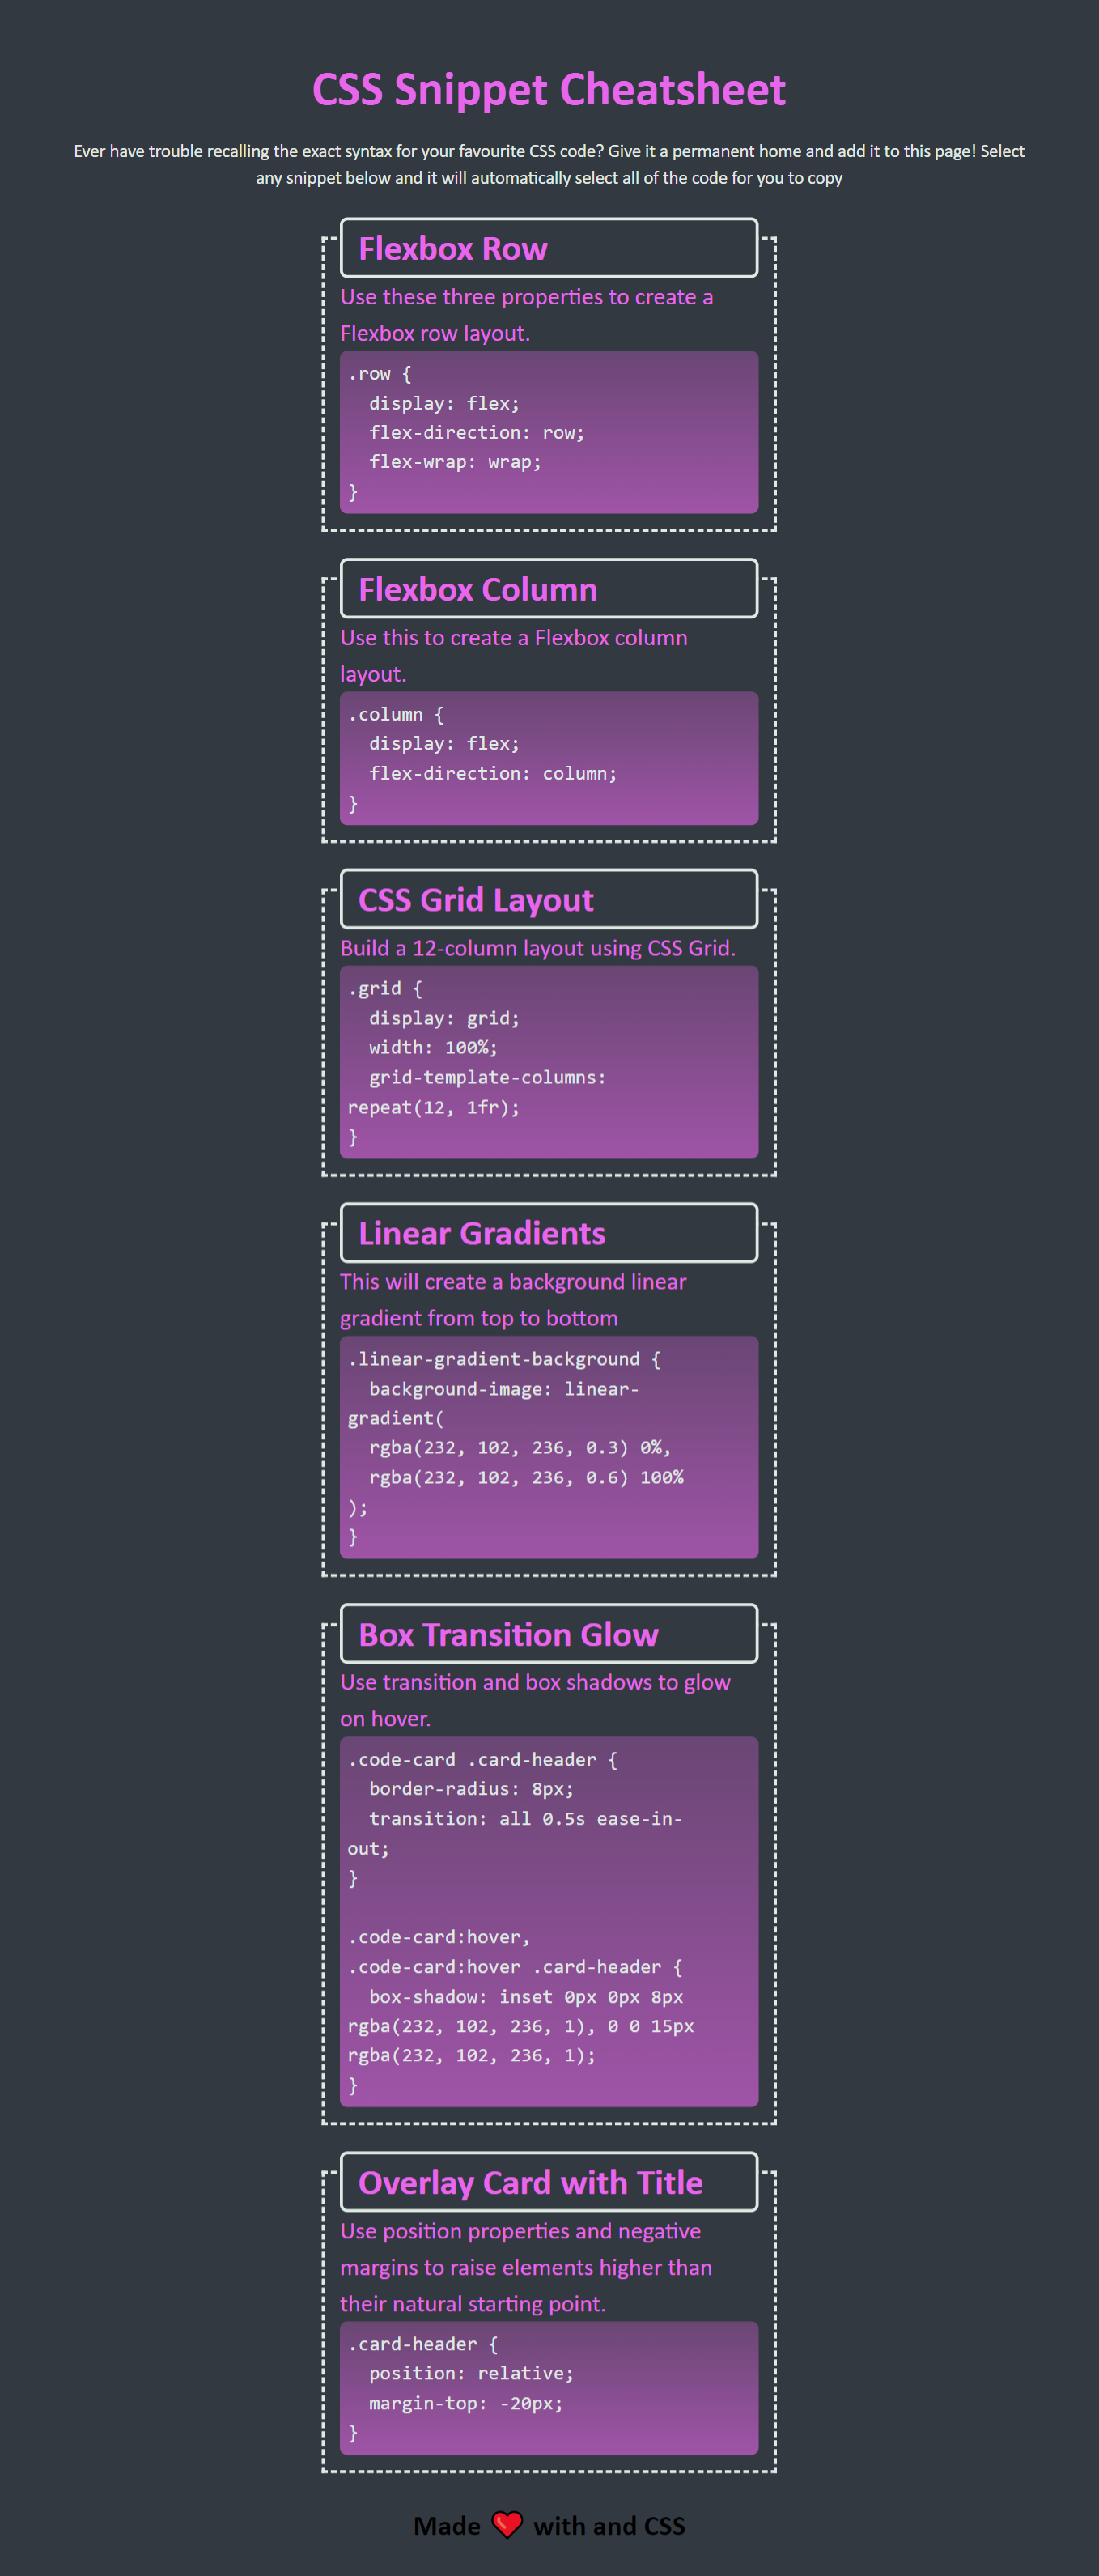 CSS Snippet Cheatsheet
Ever have trouble recalling the exact syntax for your favourite CSS code? Give it a permanent home and add it to this page! Select
any snippet below and it will automatically select all of the code for you to copy
Flexbox Row
Use these three properties to create a
Flexbox row layout.
.row {
  display: flex;
  flex-direction: row;
  flex-wrap: wrap;
}
Flexbox Column
Use this to create a Flexbox column
layout.
.column {
  display: flex;
  flex-direction: column;
}
CSS Grid Layout
Build a 12-column layout using CSS Grid.
.grid {
  display: grid;
  width: 100%;
  grid-template-columns:
repeat(12, 1fr);
}
Linear Gradients
This will create a background linear
gradient from top to bottom
.linear-gradient-background {
  background-image: linear-
gradient(
  rgba(232, 102, 236, 0.3) 0%,
  rgba(232, 102, 236, 0.6) 100%
);
}
Box Transition Glow
Use transition and box shadows to glow
on hover.
.code-card .card-header {
  border-radius: 8px;
  transition: all 0.5s ease-in-
out;
}
.code-card:hover,
.code-card:hover .card-header {
  box-shadow: inset 0px 0px 8px
rgba(232, 102, 236, 1), 0 0 15px
rgba(232, 102, 236, 1);
}
Overlay Card with Title
Use position properties and negative
margins to raise elements higher than
their natural starting point.
.card-header {
  position: relative;
  margin-top: -20px;
}
Made ❤️ with and CSS